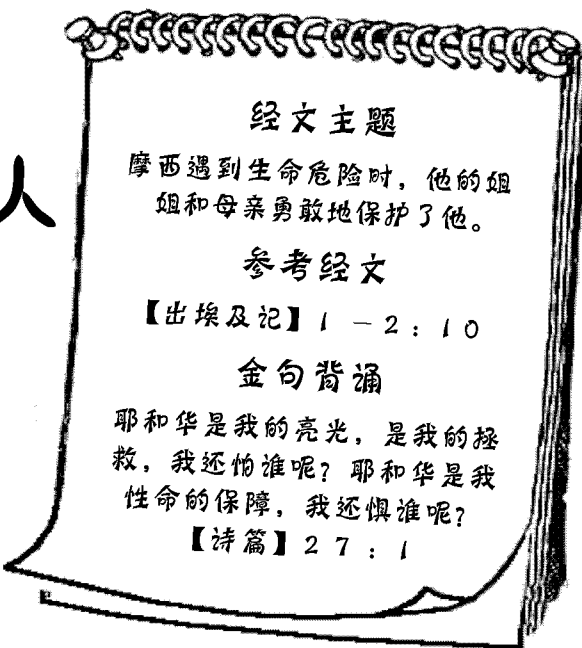 人
经文主题
摩西遇到生命危险时，他的姐
姐和母亲勇敢地保护了他。
参考经文
【出埃及记】1－2：10
金句背诵
耶和华是我的亮光，是我的拯
救，我还怕谁呢？耶和华是我
性命的保障，我还惧谁呢？
【诗篇】27：1